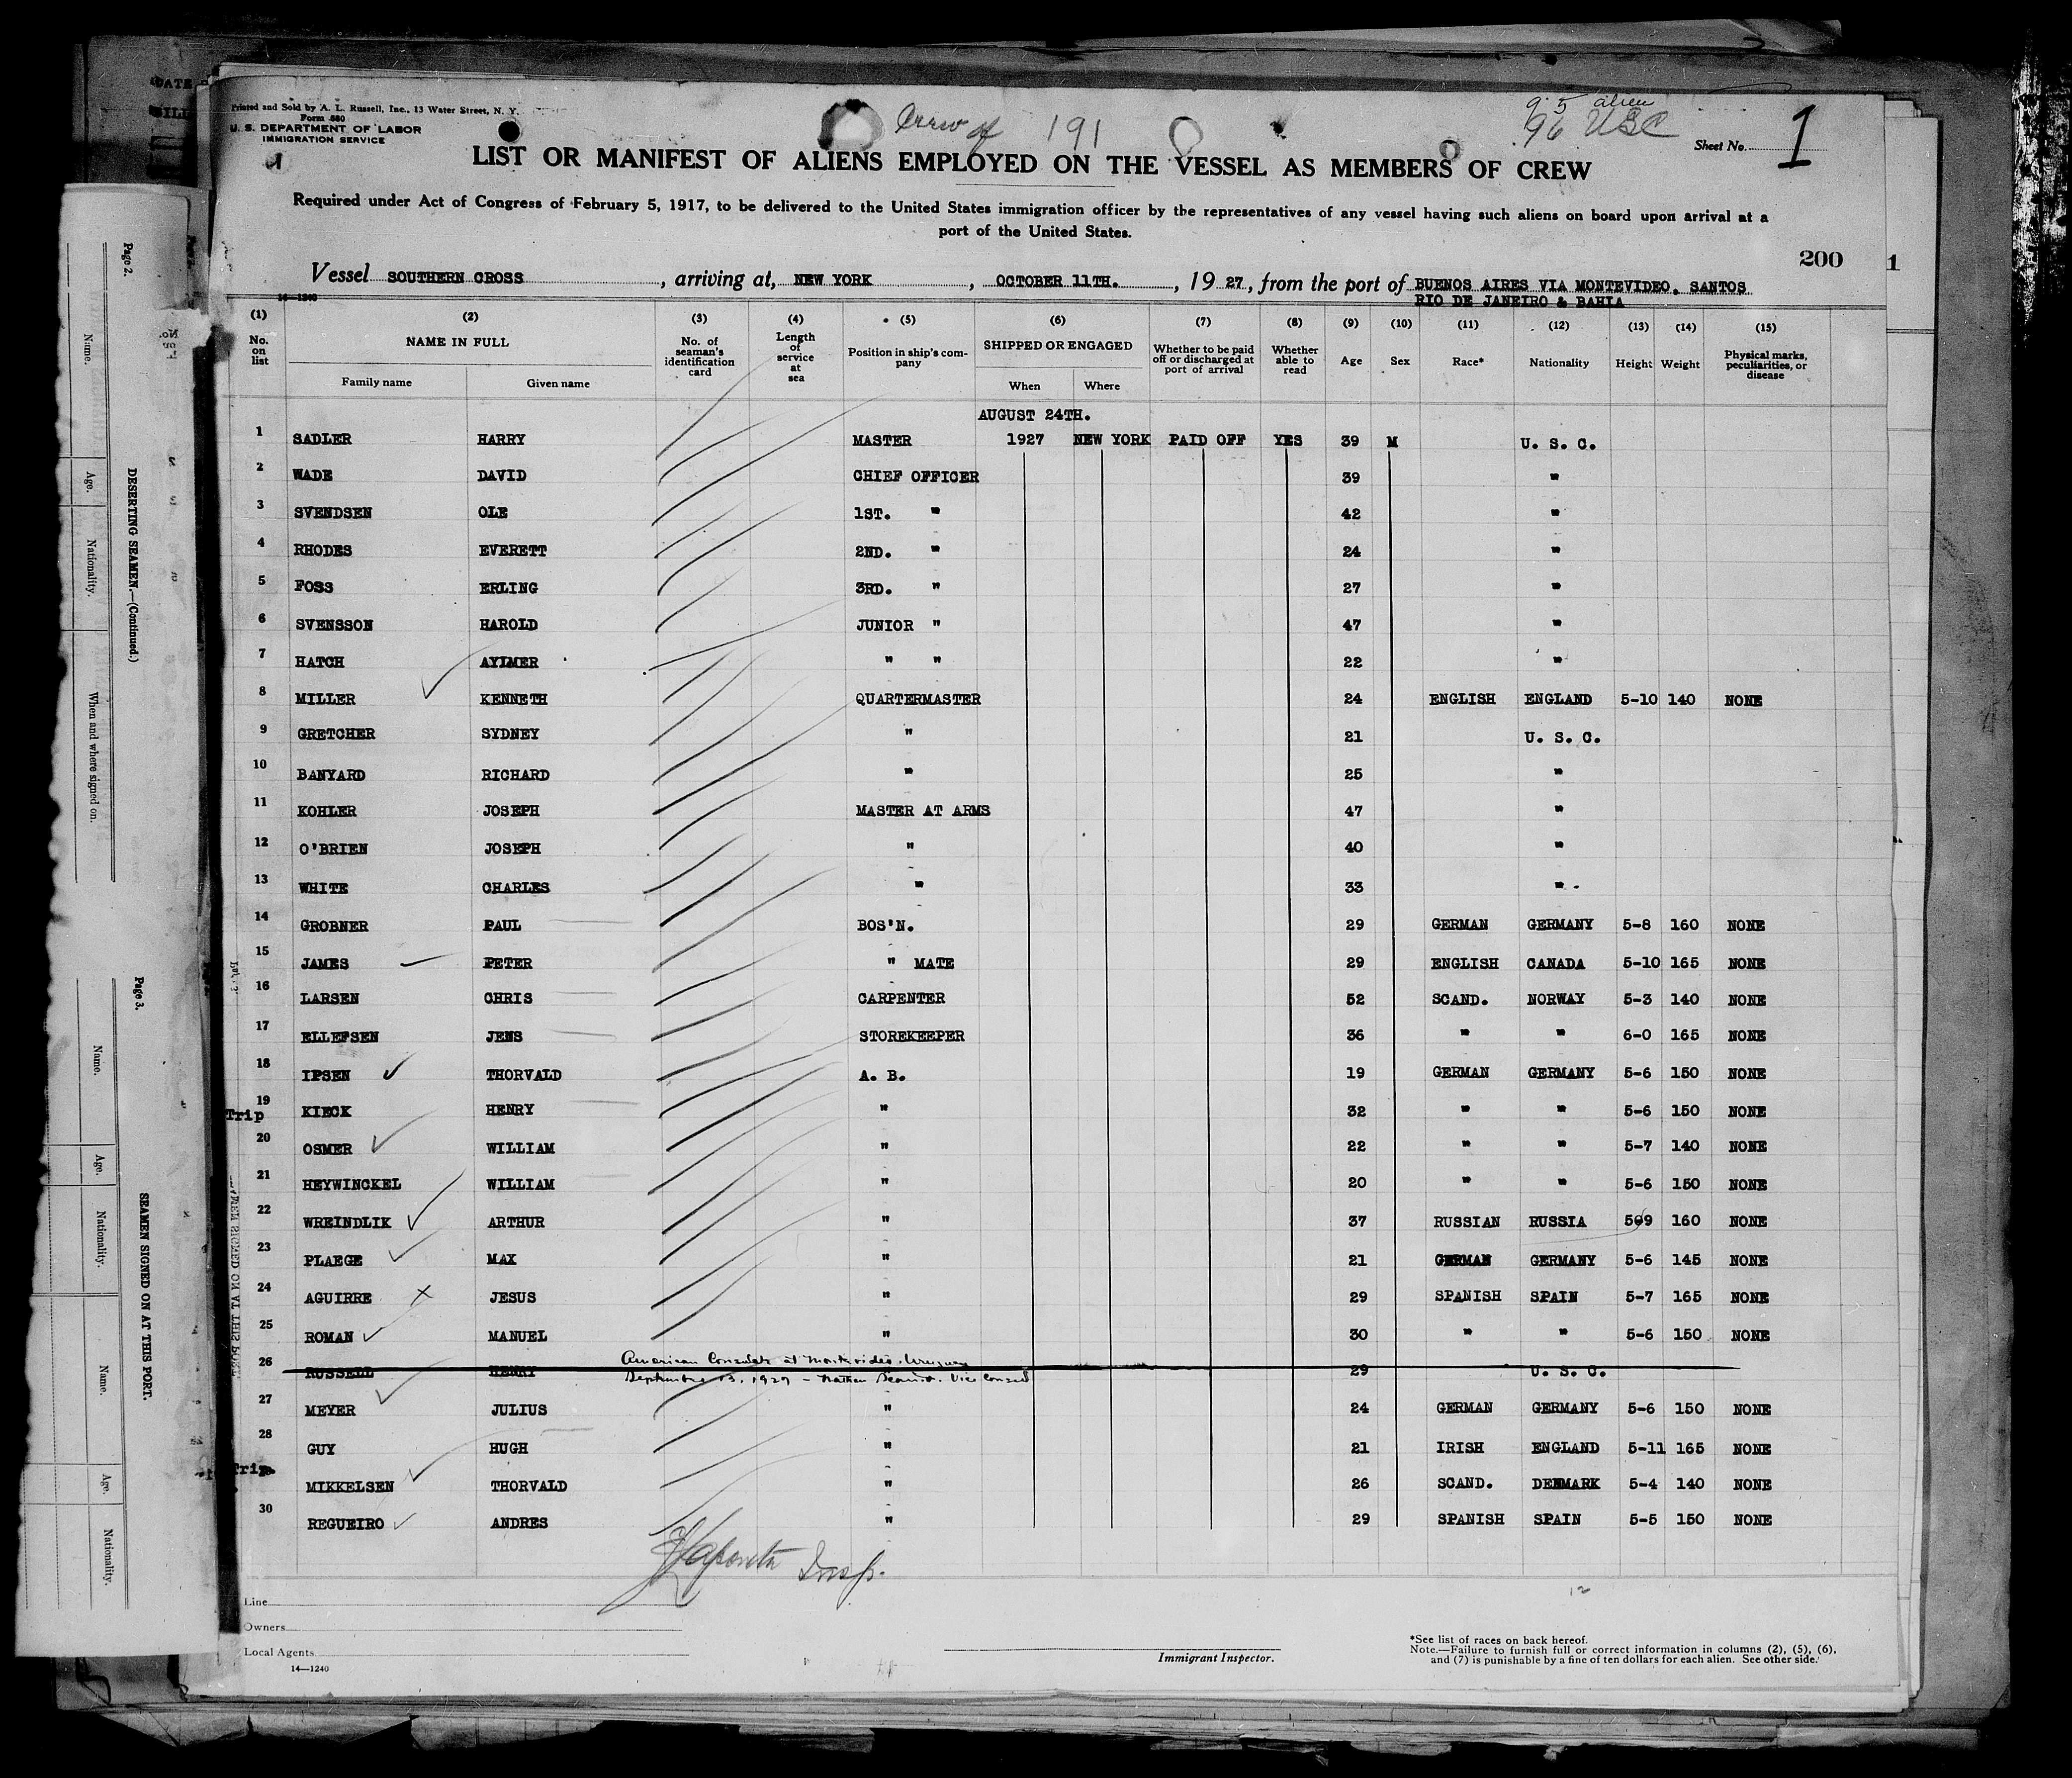 Printed and Sold by A. L. Russell, Inc., 13 Water Street, N. Y.
Form 680
U. S. DEPARTMENT OF LABOR
IMMIGRATION SERVICE
Crew of 191
95 alien
96 USC
Sheet No. 1
LIST OR MANIFEST OF ALIENS EMPLOYED ON THE VESSEL AS MEMBERS OF CREW
Required under Act of Congress of February 5, 1917, to be delivered to the United States immigration officer by the representatives of any vessel having such aliens on board upon arrival at a
port of the United States.
200
1
Vessel SOUTHERN CROSS, arriving at, NEW YORK, OCTOBER 11TH., 1927, from the port of BUENOS AIRES VIA MONTEVIDEO, SANTOS
RIO DE JANEIRO & BAHIA
14—1240
(1) (2) (3) (4) (5) (6) (7) (8) (9) (10) (11) (12) (13) (14) (15)
No. on list NAME IN FULL Family name Given name No. of seaman's identification card Length of service at sea Position in ship's company SHIPPED OR ENGAGED When Where Whether to be paid off or discharged at port of arrival Whether able to read Age Sex Race* Nationality Height Weight Physical marks, peculiarities, or disease
AUGUST 24TH.
1 SADLER HARRY MASTER 1927 NEW YORK PAID OFF YES 39 M U. S. C.
2 WADE DAVID CHIEF OFFICER 39 "
3 SVENDSEN OLE 1ST. " 42 "
4 RHODES EVERETT 2ND. " 24 "
5 FOSS ERLING 3RD. " 27 "
6 SVENSSON HAROLD JUNIOR " 47 "
7 HATCH AYLMER " " 22 "
8 MILLER KENNETH QUARTERMASTER 24 ENGLISH ENGLAND 5-10 140 NONE
9 GRETCHER SYDNEY " 21 U. S. C.
10 BANYARD RICHARD " 25 "
11 KOHLER JOSEPH MASTER AT ARMS 47 "
12 O'BRIEN JOSEPH " 40 "
13 WHITE CHARLES " 33 "
14 GROBNER PAUL BOS'N. 29 GERMAN GERMANY 5-8 160 NONE
15 JAMES PETER " MATE 29 ENGLISH CANADA 5-10 165 NONE
16 LARSEN CHRIS CARPENTER 52 SCAND. NORWAY 5-3 140 NONE
17 ELLEFSEN JENS STOREKEEPER 36 " " 6-0 165 NONE
18 IPSEN THORVALD A. B. 19 GERMAN GERMANY 5-6 150 NONE
Trip 19 KIECK HENRY " 32 " " 5-6 150 NONE
20 OSMER WILLIAM " 22 " " 5-7 140 NONE
21 HEYWINCKEL WILLIAM " 20 " " 5-6 150 NONE
22 WREINDLIK ARTHUR " 37 RUSSIAN RUSSIA 509 160 NONE
23 PLAEGE MAX " 21 GERMAN GERMANY 5-6 145 NONE
24 AGUIRRE JESUS " 29 SPANISH SPAIN 5-7 165 NONE
25 ROMAN MANUEL " 30 " " 5-6 150 NONE
American Consulate at Montevideo, Uruguay
26 RUSSELL HENRY 29 U. S. C.
September 13, 1927 - Vice Consul
27 MEYER JULIUS " 24 GERMAN GERMANY 5-6 150 NONE
28 GUY HUGH " 21 IRISH ENGLAND 5-11 165 NONE
Trip MIKKELSEN THORVALD " 26 SCAND. DENMARK 5-4 140 NONE
30 REGUEIRO ANDRES " 29 SPANISH SPAIN 5-5 150 NONE
Insp.
12
Line
Owners
Local Agents
14—1240
Immigrant Inspector.
*See list of races on back hereof.
Note.—Failure to furnish full or correct information in columns (2), (5), (6),
and (7) is punishable by a fine of ten dollars for each alien. See other side.
Page 2.
DESERTING SEAMEN.—(Continued.)
Name. Age. Nationality. When and where signed on.
Page 3.
SEAMEN SIGNED ON AT THIS PORT.
Name. Age. Nationality. Name. Age. Nationality.